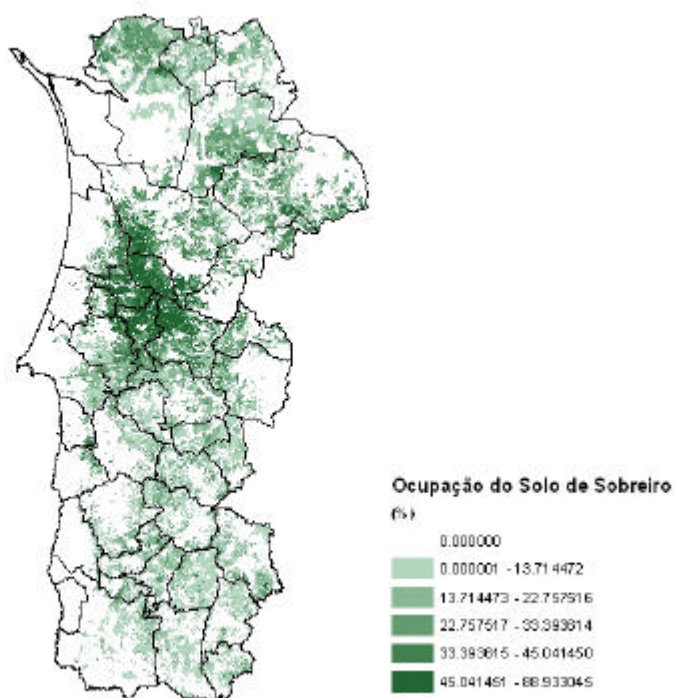 Ocupação do Solo de Sobreiro
(%)
0.000000
0.000001 - 13.714472
13.714473 - 22.757516
22.757517 - 33.393614
33.393615 - 45.041450
45.041451 - 88.933045